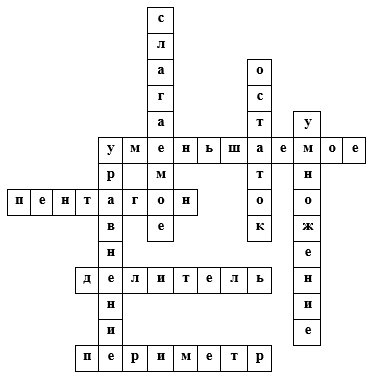 слагаемое
остаток
умножение
уменьшаемое
уравнение
пентагон
делитель
периметр